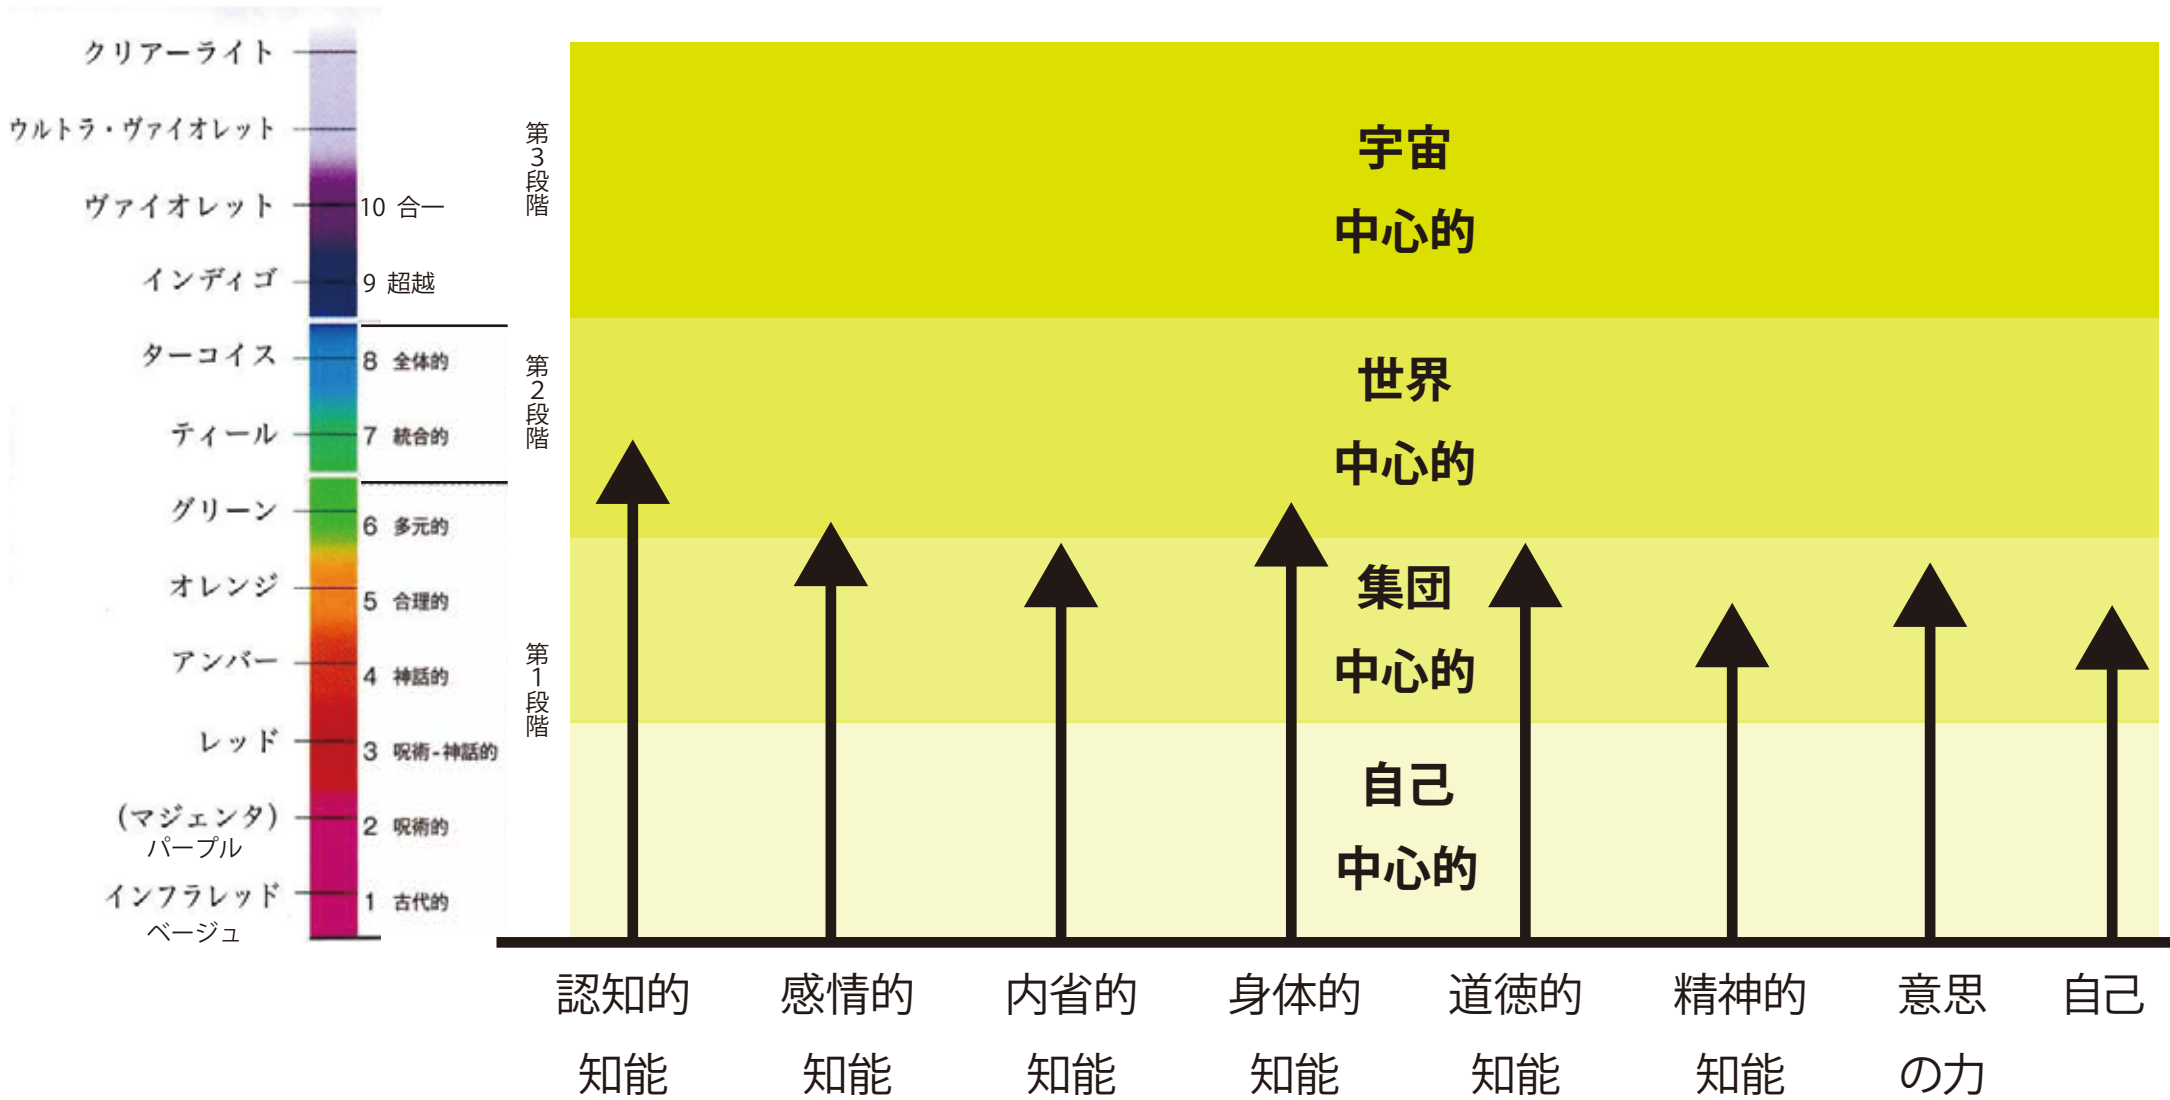 クリアーライト
ウルトラ・ヴァイオレット
ヴァイオレット
インディゴ
ターコイス
ティール
グリーン
オレンジ
アンバー
レッド
(マジェンタ)
パープル
インフラレッド
ベージュ
10 合一
9 超越
8 全体的
7 統合的
6 多元的
5 合理的
4 神話的
3 呪術-神話的
2 呪術的
1 古代的
第3段階
第2段階
第1段階
宇宙
中心的
世界
中心的
集団
中心的
自己
中心的
認知的
知能
感情的
知能
内省的
知能
身体的
知能
道徳的
知能
精神的
知能
意思
の力
自己